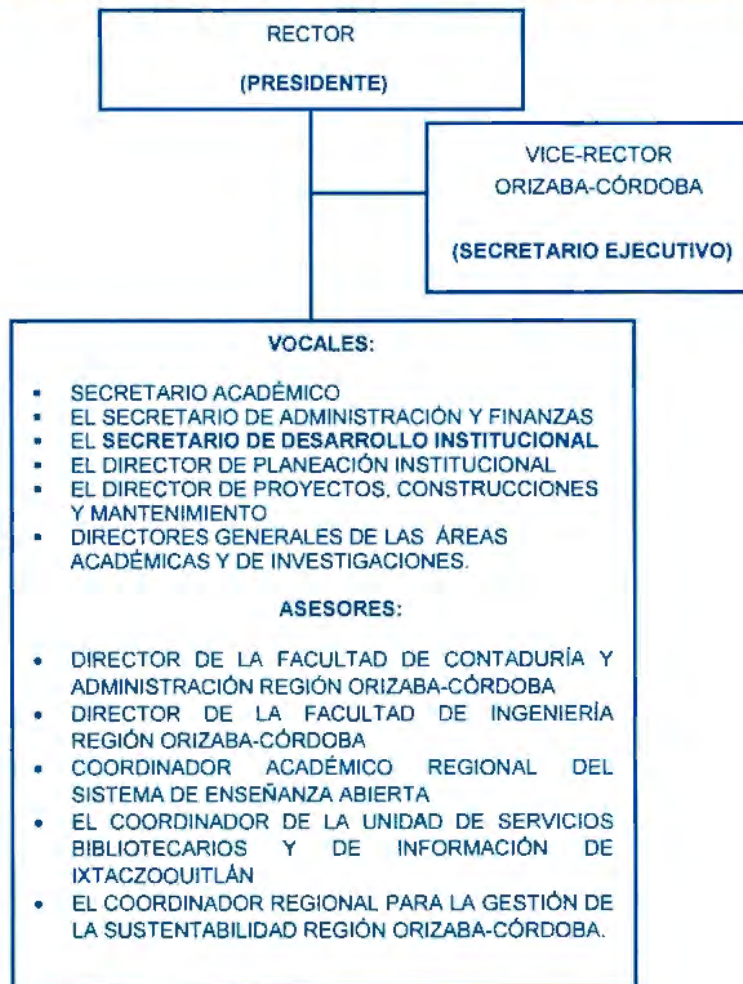 RECTOR
(PRESIDENTE)
VICE-RECTOR
ORIZABA-CÓRDOBA
(SECRETARIO EJECUTIVO)
VOCALES:
▪ SECRETARIO ACADÉMICO
▪ EL SECRETARIO DE ADMINISTRACIÓN Y FINANZAS
▪ EL SECRETARIO DE DESARROLLO INSTITUCIONAL
▪ EL DIRECTOR DE PLANEACIÓN INSTITUCIONAL
▪ EL DIRECTOR DE PROYECTOS, CONSTRUCCIONES
Y MANTENIMIENTO
▪ DIRECTORES GENERALES DE LAS ÁREAS
ACADÉMICAS Y DE INVESTIGACIONES.
ASESORES:
• DIRECTOR DE LA FACULTAD DE CONTADURÍA Y
ADMINISTRACIÓN REGIÓN ORIZABA-CÓRDOBA
• DIRECTOR DE LA FACULTAD DE INGENIERÍA
REGIÓN ORIZABA-CÓRDOBA
• COORDINADOR ACADÉMICO REGIONAL DEL
SISTEMA DE ENSEÑANZA ABIERTA
• EL COORDINADOR DE LA UNIDAD DE SERVICIOS
BIBLIOTECARIOS Y DE INFORMACIÓN DE
IXTACZOQUITLÁN
• EL COORDINADOR REGIONAL PARA LA GESTIÓN DE
LA SUSTENTABILIDAD REGIÓN ORIZABA-CÓRDOBA.